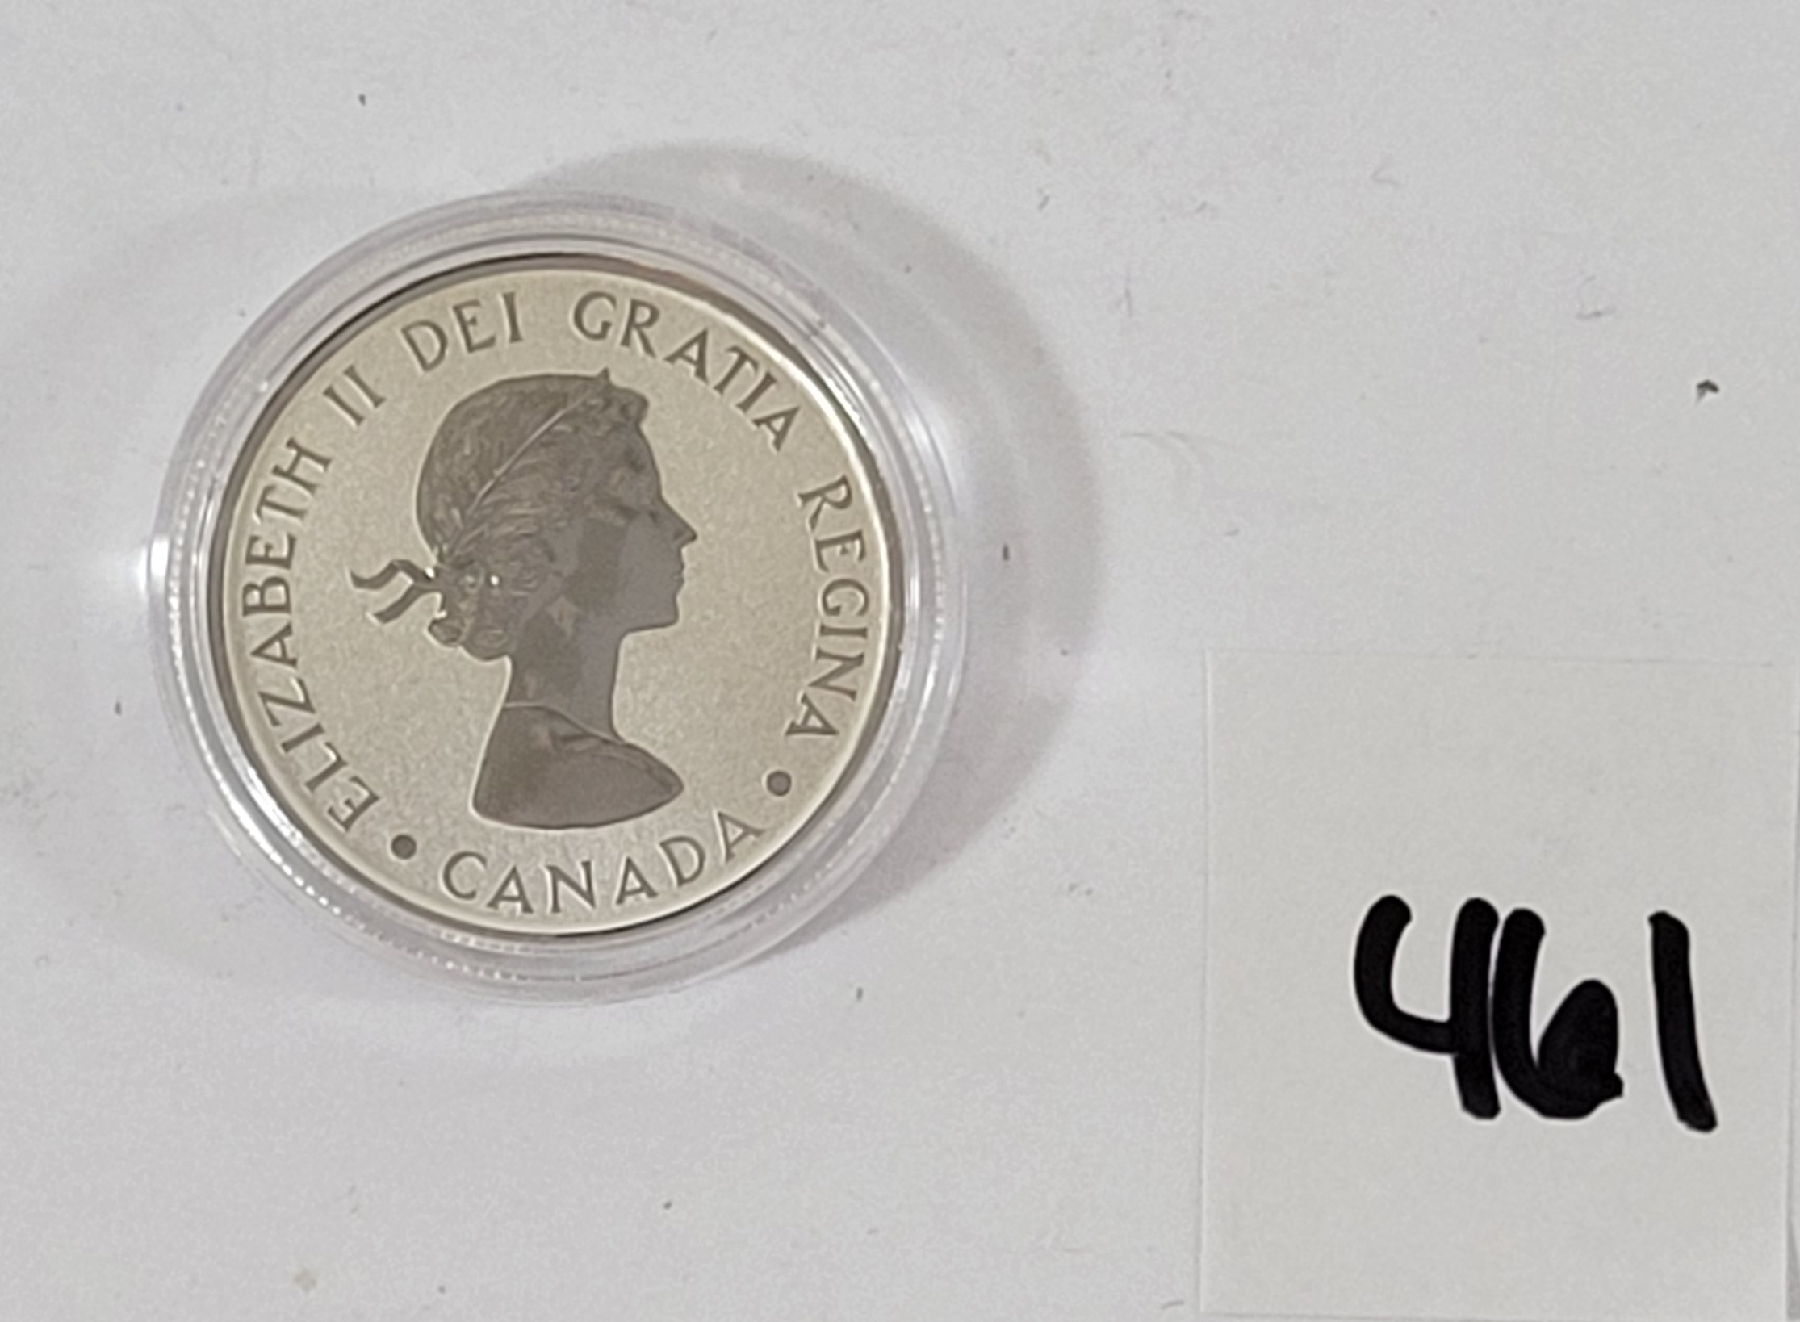 • ELIZABETH II DEI GRATIA REGINA •
CANADA
461